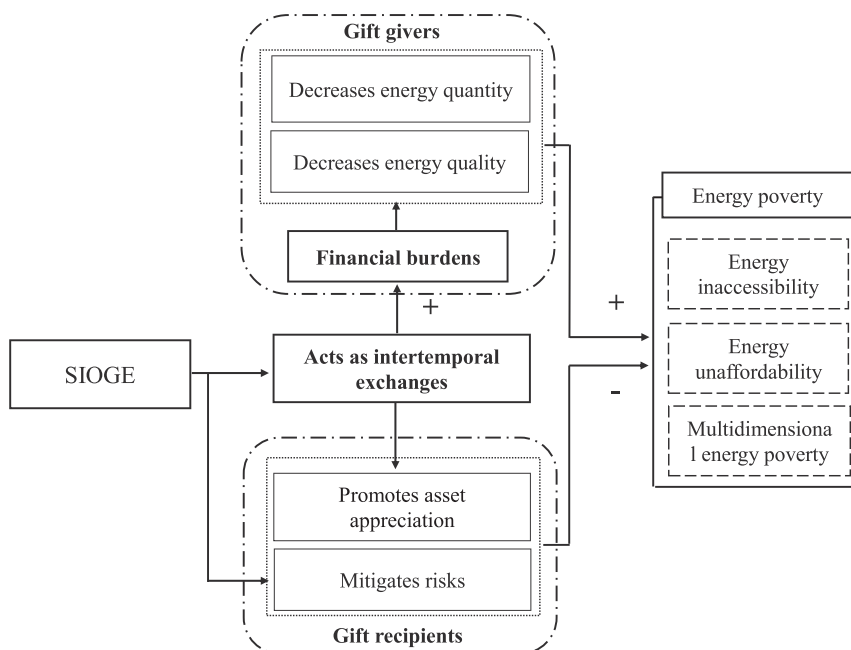 Gift givers
Decreases energy quantity
Decreases energy quality
Financial burdens
+
SIOGE
Acts as intertemporal
exchanges
Promotes asset
appreciation
Mitigates risks
Gift recipients
+
-
Energy poverty
Energy
inaccessibility
Energy
unaffordability
Multidimensiona
l energy poverty